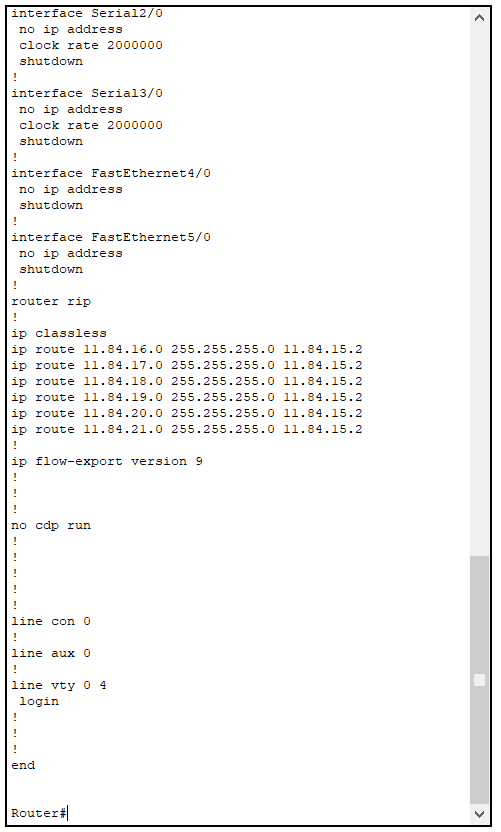 interface Serial2/0
 no ip address
 clock rate 2000000
 shutdown
!
interface Serial3/0
 no ip address
 clock rate 2000000
 shutdown
!
interface FastEthernet4/0
 no ip address
 shutdown
!
interface FastEthernet5/0
 no ip address
 shutdown
!
router rip
!
ip classless
ip route 11.84.16.0 255.255.255.0 11.84.15.2
ip route 11.84.17.0 255.255.255.0 11.84.15.2
ip route 11.84.18.0 255.255.255.0 11.84.15.2
ip route 11.84.19.0 255.255.255.0 11.84.15.2
ip route 11.84.20.0 255.255.255.0 11.84.15.2
ip route 11.84.21.0 255.255.255.0 11.84.15.2
!
ip flow-export version 9
!
!
!
no cdp run
!
!
!
!
!
line con 0
!
line aux 0
!
line vty 0 4
 login
!
!
!
end
Router#